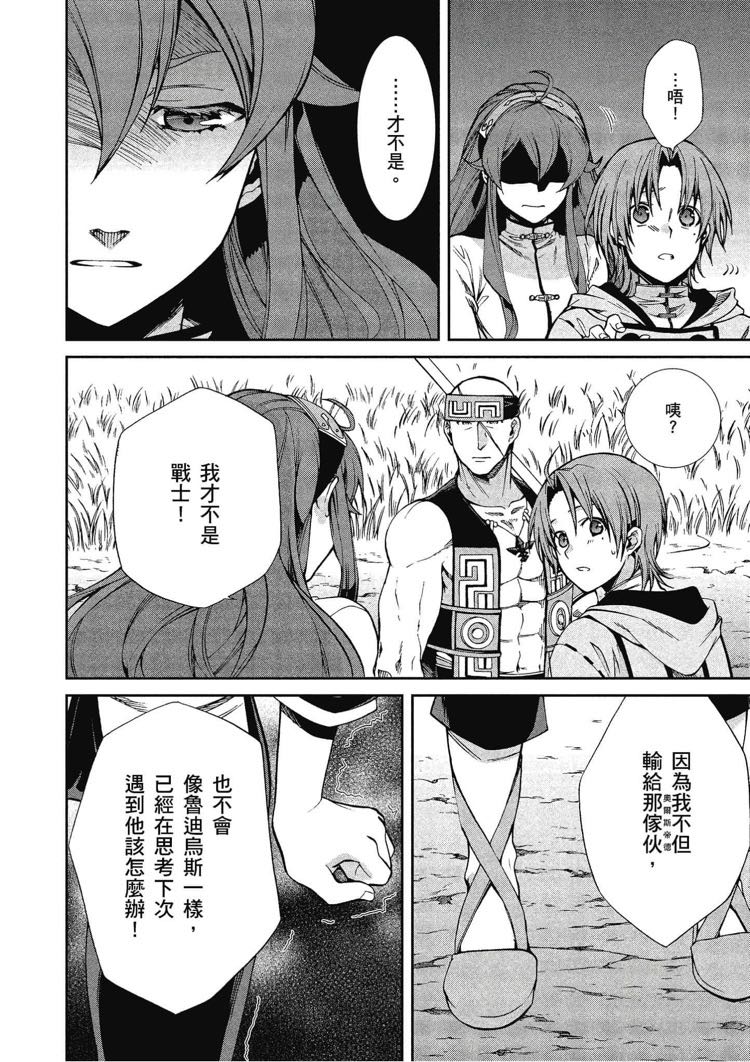 …唔！
……才不是。
咦？
我才不是
戰士！
因為我不但
輸給那傢伙，
奧爾斯帝德
也不會
像魯迪烏斯一樣，
已經在思考下次
遇到他該怎麼辦！